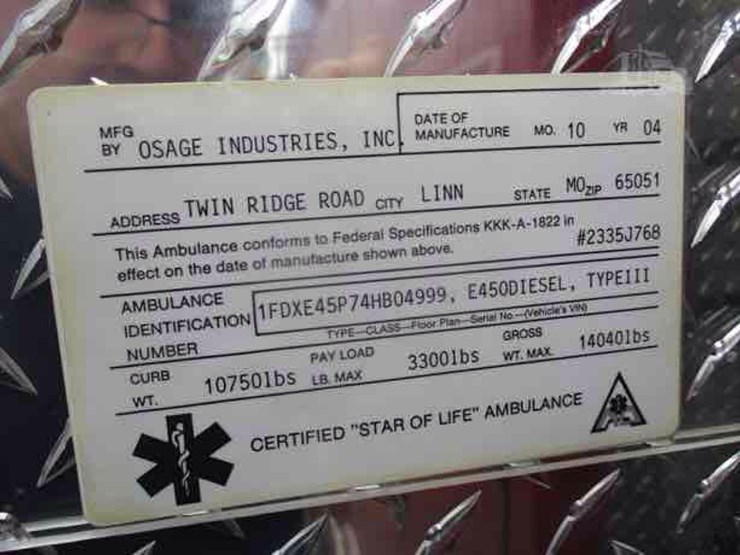 MFG BY OSAGE INDUSTRIES, INC. DATE OF MANUFACTURE MO. 10 YR 04
ADDRESS TWIN RIDGE ROAD CITY LINN STATE MO ZIP 65051
This Ambulance conforms to Federal Specifications KKK-A-1822 in
effect on the date of manufacture shown above. #2335J768
AMBULANCE IDENTIFICATION NUMBER 1FDXE45P74HB04999, E450DIESEL, TYPEIII
TYPE—CLASS—Floor Plan—Serial No.—(Vehicle's VIN)
CURB WT. 10750lbs PAY LOAD LB. MAX 3300lbs GROSS WT. MAX. 14040lbs
CERTIFIED "STAR OF LIFE" AMBULANCE